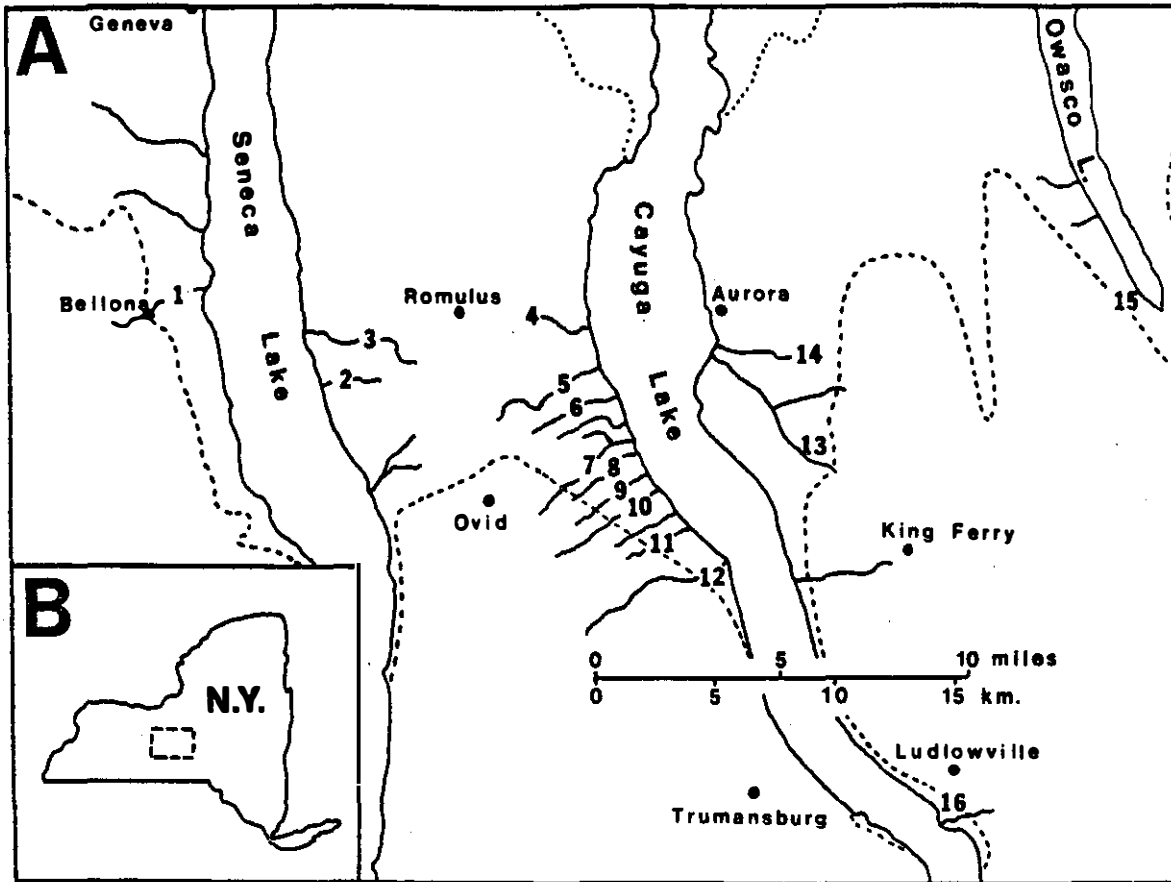 A
Geneva
Seneca
Lake
Cayuga
Lake
Owasco L.
Bellona
1
Romulus
4
Aurora
15
3
14
2
5
6
13
7
8
9
10
Ovid
11
King Ferry
12
0 5 10 miles
0 5 10 15 km.
B
N.Y.
Ludlowville
16
Trumansburg